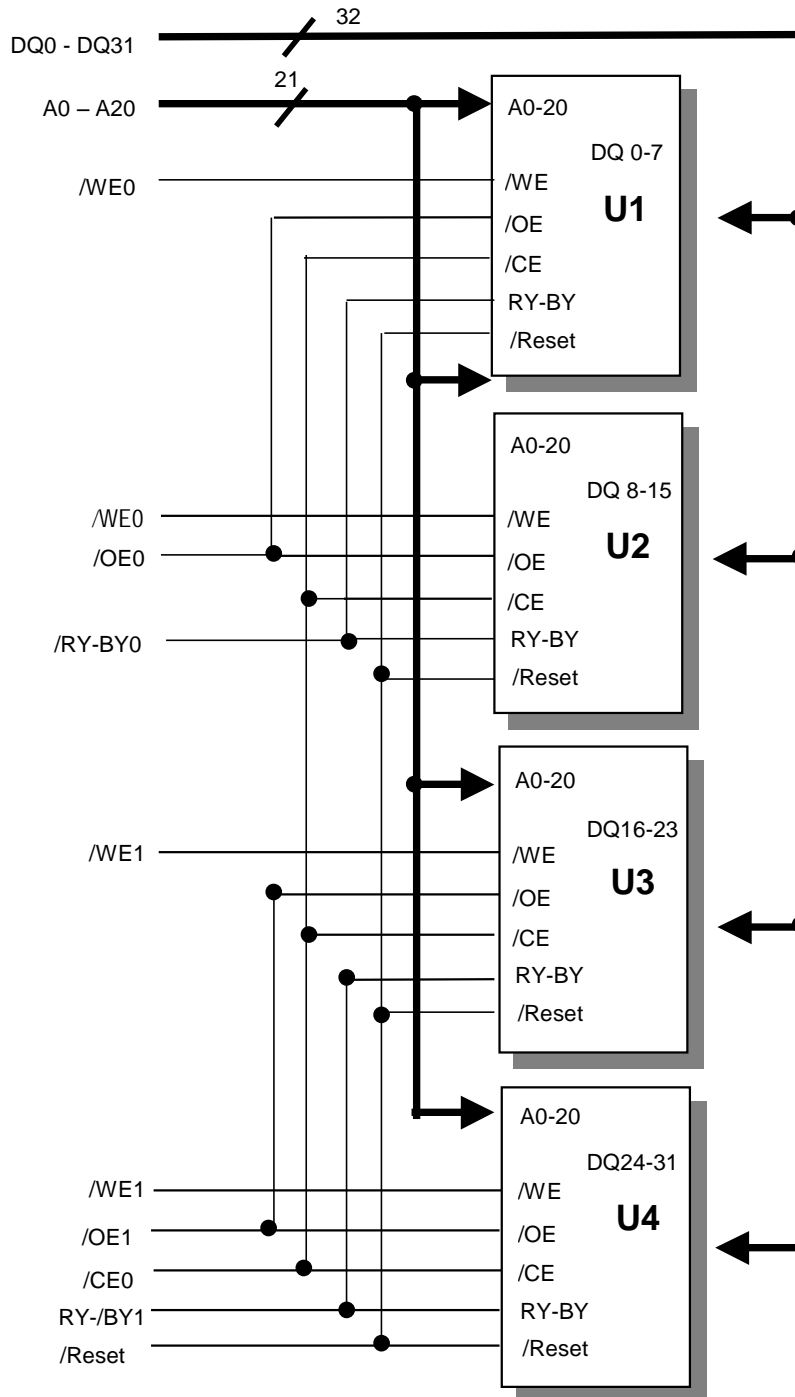 32
DQ0 - DQ31
21
A0 – A20
A0-20
DQ 0-7
/WE0
/WE
U1
/OE
/CE
RY-BY
/Reset
A0-20
DQ 8-15
/WE0
/WE
U2
/OE0
/OE
/CE
/RY-BY0
RY-BY
/Reset
A0-20
DQ16-23
/WE1
/WE
U3
/OE
/CE
RY-BY
/Reset
A0-20
DQ24-31
/WE1
/WE
U4
/OE1
/OE
/CE0
/CE
RY-/BY1
RY-BY
/Reset
/Reset